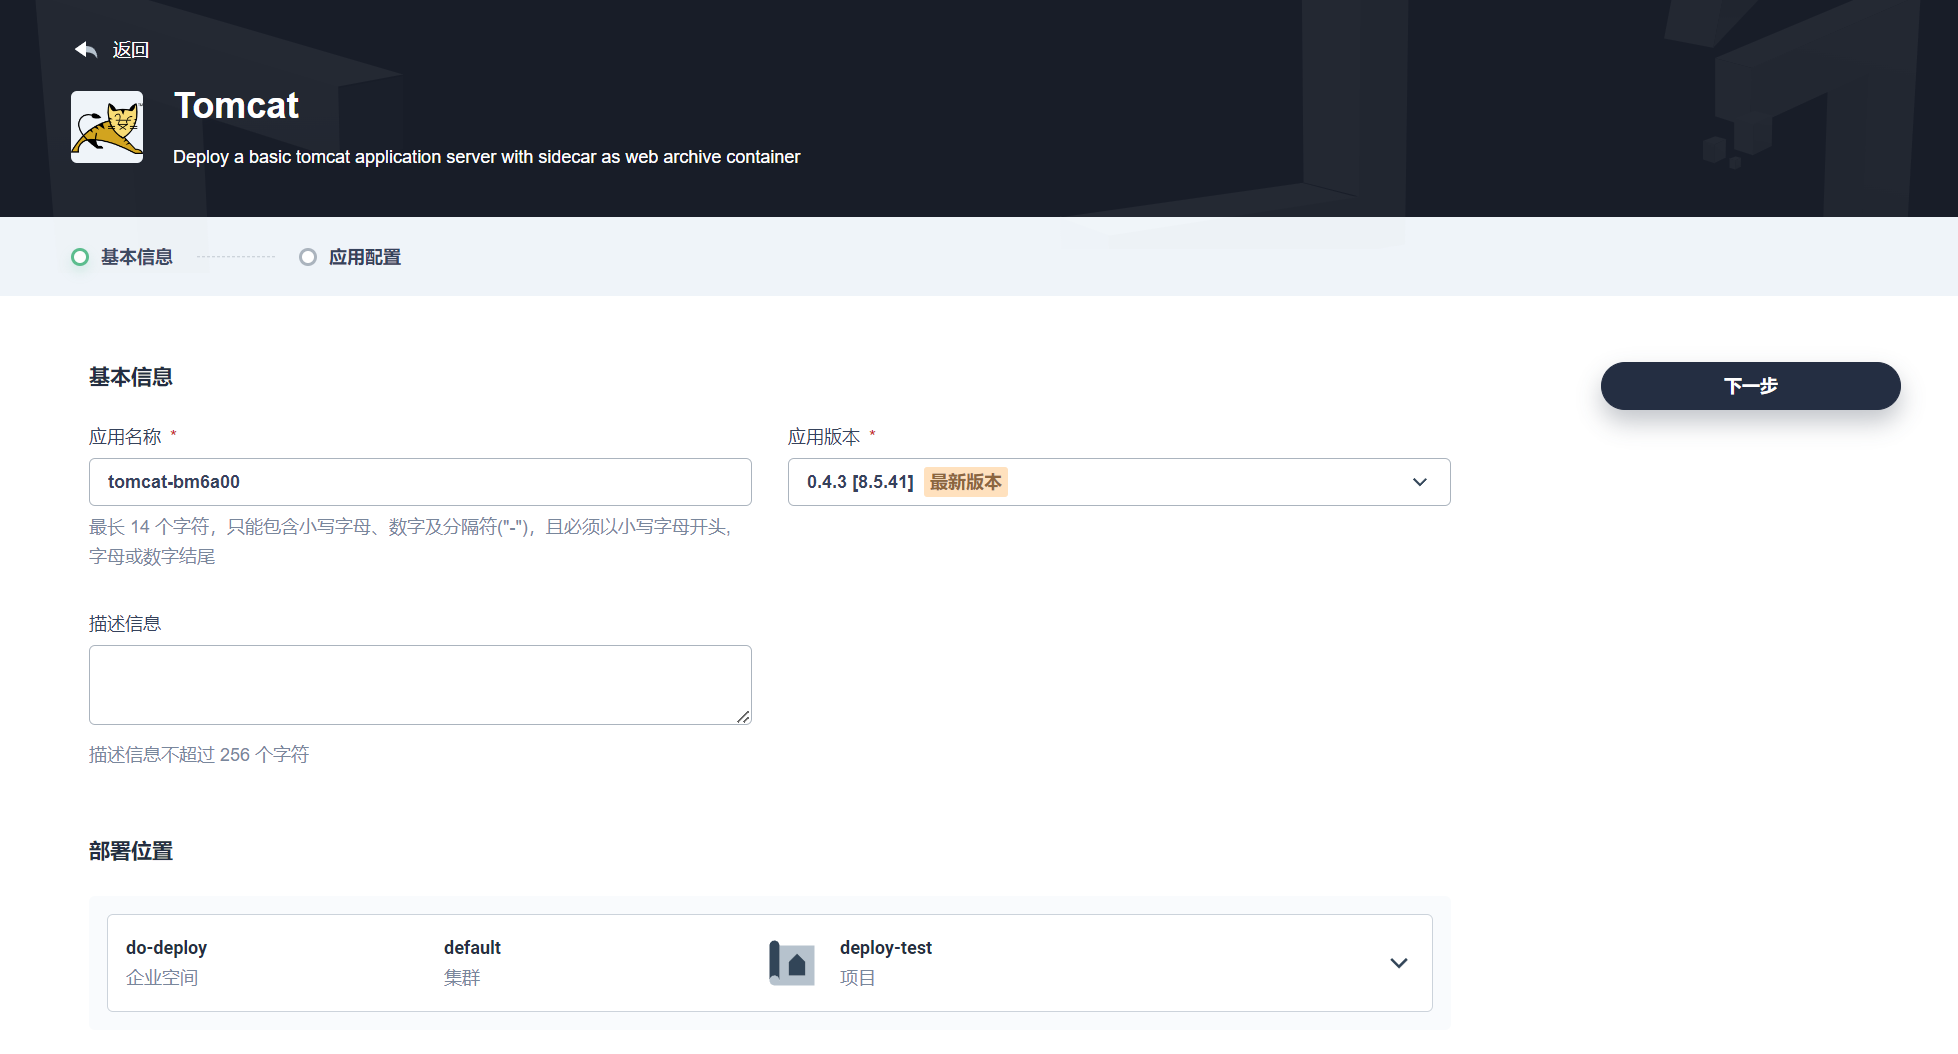 返回
Tomcat
Deploy a basic tomcat application server with sidecar as web archive container
基本信息
应用配置
基本信息
下一步
应用名称 *
应用版本 *
tomcat-bm6a00
0.4.3 [8.5.41] 最新版本
最长 14 个字符，只能包含小写字母、数字及分隔符("-")，且必须以小写字母开头，
字母或数字结尾
描述信息
描述信息不超过 256 个字符
部署位置
do-deploy
企业空间
default
集群
deploy-test
项目